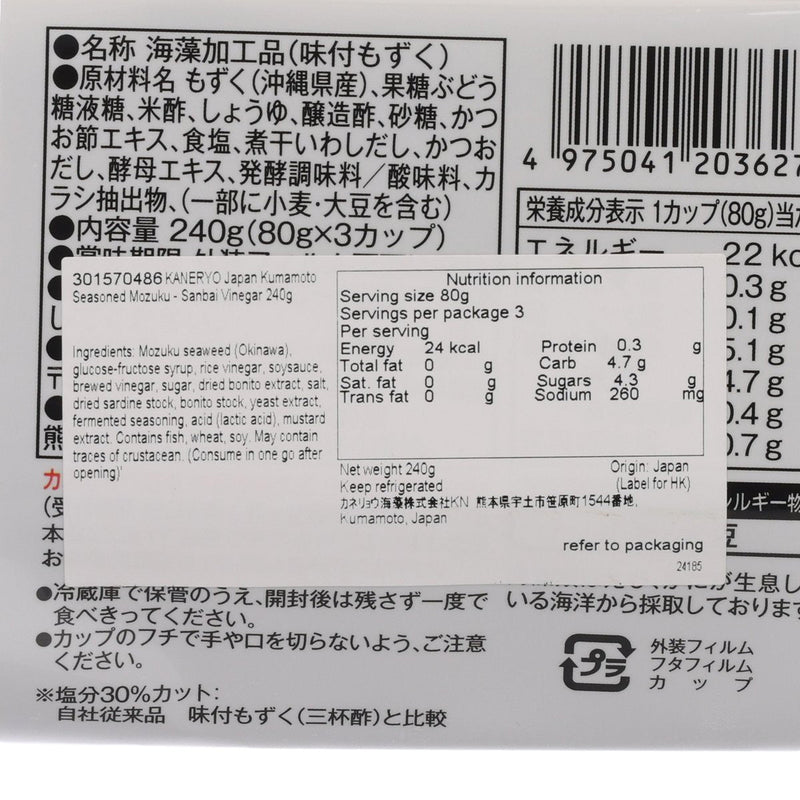 ●名称 海藻加工品(味付もずく)
●原材料名 もずく(沖縄県産)、果糖ぶどう
糖液糖、米酢、しょうゆ、醸造酢、砂糖、かつ
お節エキス、食塩、煮干いわしだし、かつお
だし、酵母エキス、発酵調味料/酸味料、カ
ラシ抽出物、(一部に小麦・大豆を含む)
●内容量 240g(80g×3カップ)
4 975041 203627
栄養成分表示 1カップ(80g)当
エネルギー 22 kc
0.3 g
0.1 g
5.1 g
4.7 g
0.4 g
0.7 g
301570486 KANERYO Japan Kumamoto
Seasoned Mozuku - Sanbai Vinegar 240g
Ingredients: Mozuku seaweed (Okinawa),
glucose-fructose syrup, rice vinegar, soysauce,
brewed vinegar, sugar, dried bonito extract, salt,
dried sardine stock, bonito stock, yeast extract,
fermented seasoning, acid (lactic acid), mustard
extract. Contains fish, wheat, soy. May contain
traces of crustacean. (Consume in one go after
opening)'
Nutrition information
Serving size 80g
Servings per package 3
Per serving
Energy 24 kcal Protein 0.3 g
Total fat 0 g Carb 4.7 g
Sat. fat 0 g Sugars 4.3 g
Trans fat 0 g Sodium 260 mg
Net weight 240g Origin: Japan
Keep refrigerated (Label for HK)
カネリョウ海藻株式会社KN 熊本県宇土市笹原町1544番地,
Kumamoto, Japan
refer to packaging
24185
熊
カ
(受
本
お
ルギー物
豆
●冷蔵庫で保管のうえ、開封後は残さず一度で
食べきってください。
●カップのフチで手や口を切らないよう、ご注意
ください。
かにが生息し
いる海洋から採取しております
プラ
外装フィルム
フタフィルム
カップ
※塩分30%カット:
自社従来品 味付もずく(三杯酢)と比較